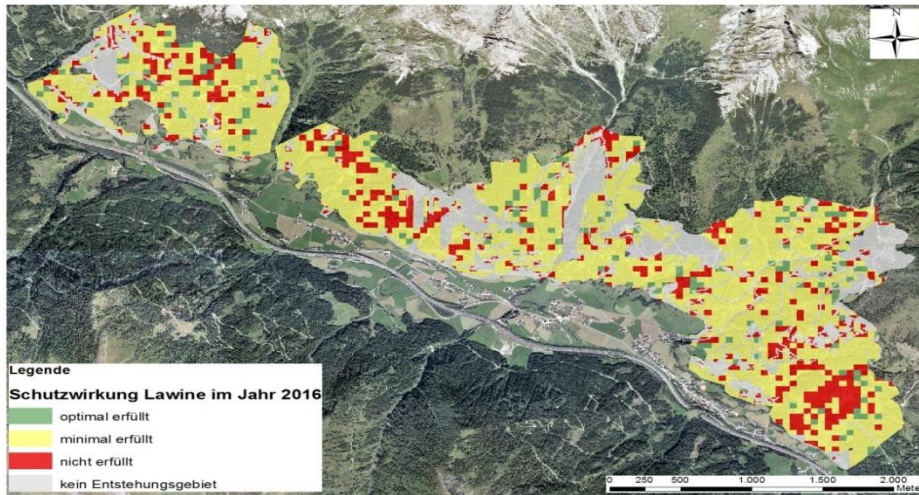 N
Legende
Schutzwirkung Lawine im Jahr 2016
optimal erfüllt
minimal erfüllt
nicht erfüllt
kein Entstehungsgebiet
0 250 500 1.000 1.500 2.000
Mete